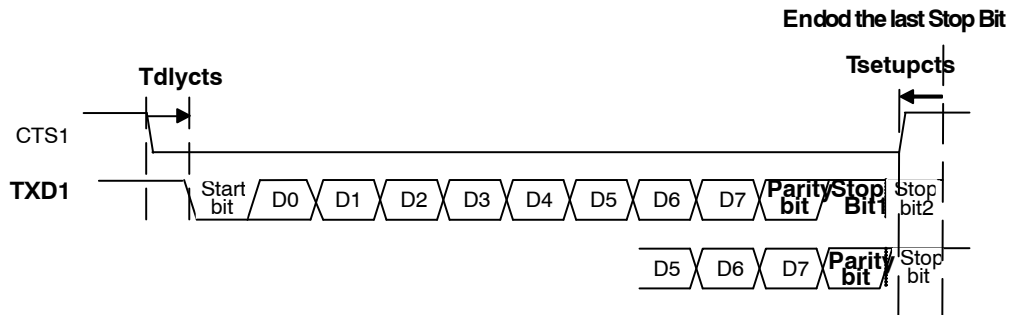 Endod the last Stop Bit
Tdlycts
Tsetupcts
CTS1
TXD1
Start bit
D0
D1
D2
D3
D4
D5
D6
D7
Parity bit
Stop Bit1
Stop bit2
D5
D6
D7
Parity bit
Stop bit